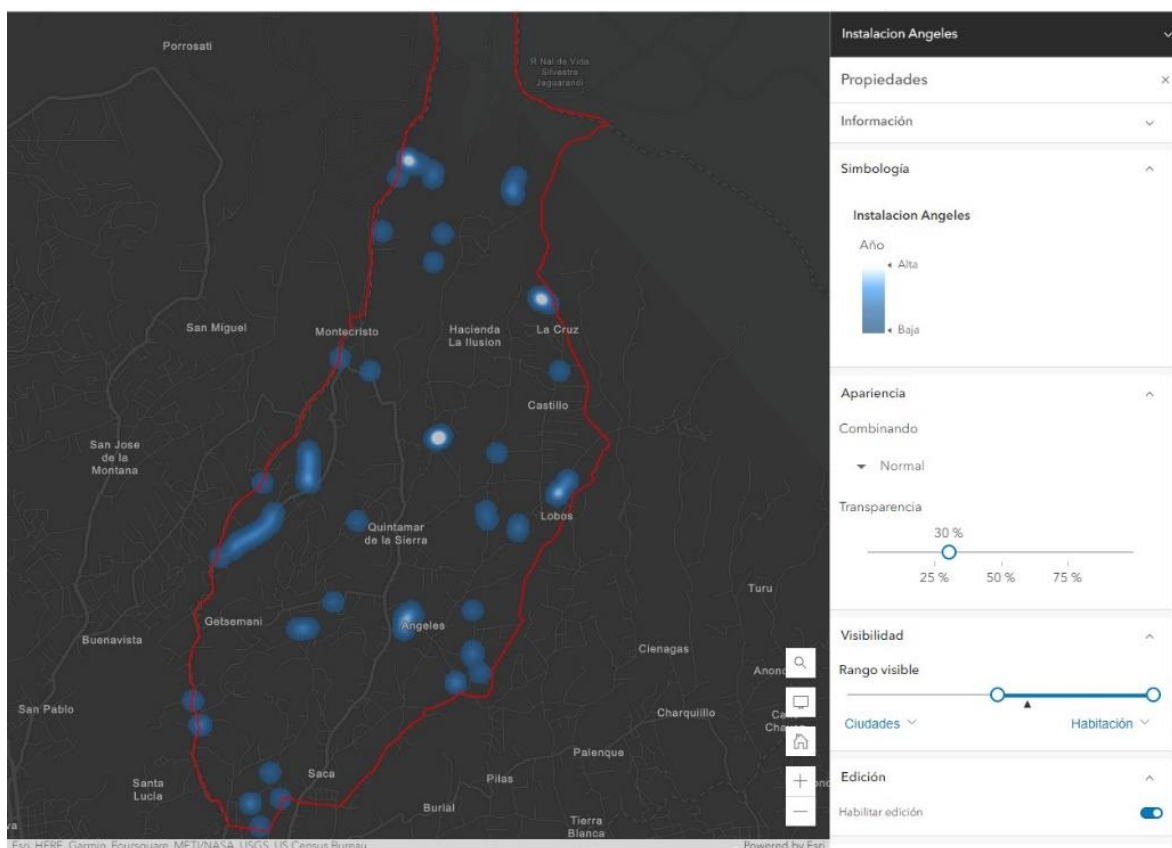 Porrosati
R Nal de Vida
Silvestre
Jaguarundi
San Miguel
Montecristo
Hacienda
La Ilusion
La Cruz
Castillo
San Jose
de la
Montana
Lobos
Quintamar
de la Sierra
Turu
Getsemani
Angeles
Buenavista
Cienagas
San Pablo
Charquillo
Palenque
Santa
Lucia
Saca
Pilas
Burial
Tierra
Blanca
Esri, HERE, Garmin, Foursquare, METI/NASA, USGS, US Census Bureau
Powered by Esri
Instalacion Angeles
Propiedades
Información
Simbología
Instalacion Angeles
Año
Alta
Baja
Apariencia
Combinando
Normal
Transparencia
30 %
25 % 50 % 75 %
Visibilidad
Rango visible
Ciudades Habitación
Edición
Habilitar edición